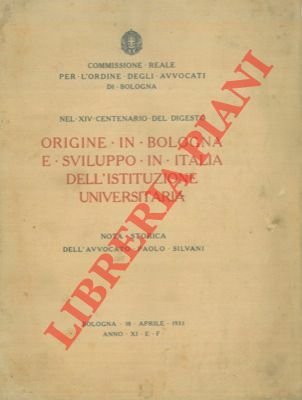 COMMISSIONE REALE
PER L'ORDINE DEGLI AVVOCATI
DI BOLOGNA
NEL·XIV·CENTENARIO·DEL·DIGESTO
ORIGINE·IN·BOLOGNA
E·SVILUPPO·IN·ITALIA
DELL'ISTITUZIONE
UNIVERSITARIA
NOTA·STORICA
DELL'AVVOCATO·PAOLO·SILVANI
BOLOGNA·18·APRILE·1933
ANNO·XI·E·F·
LIBRERIA PIANI